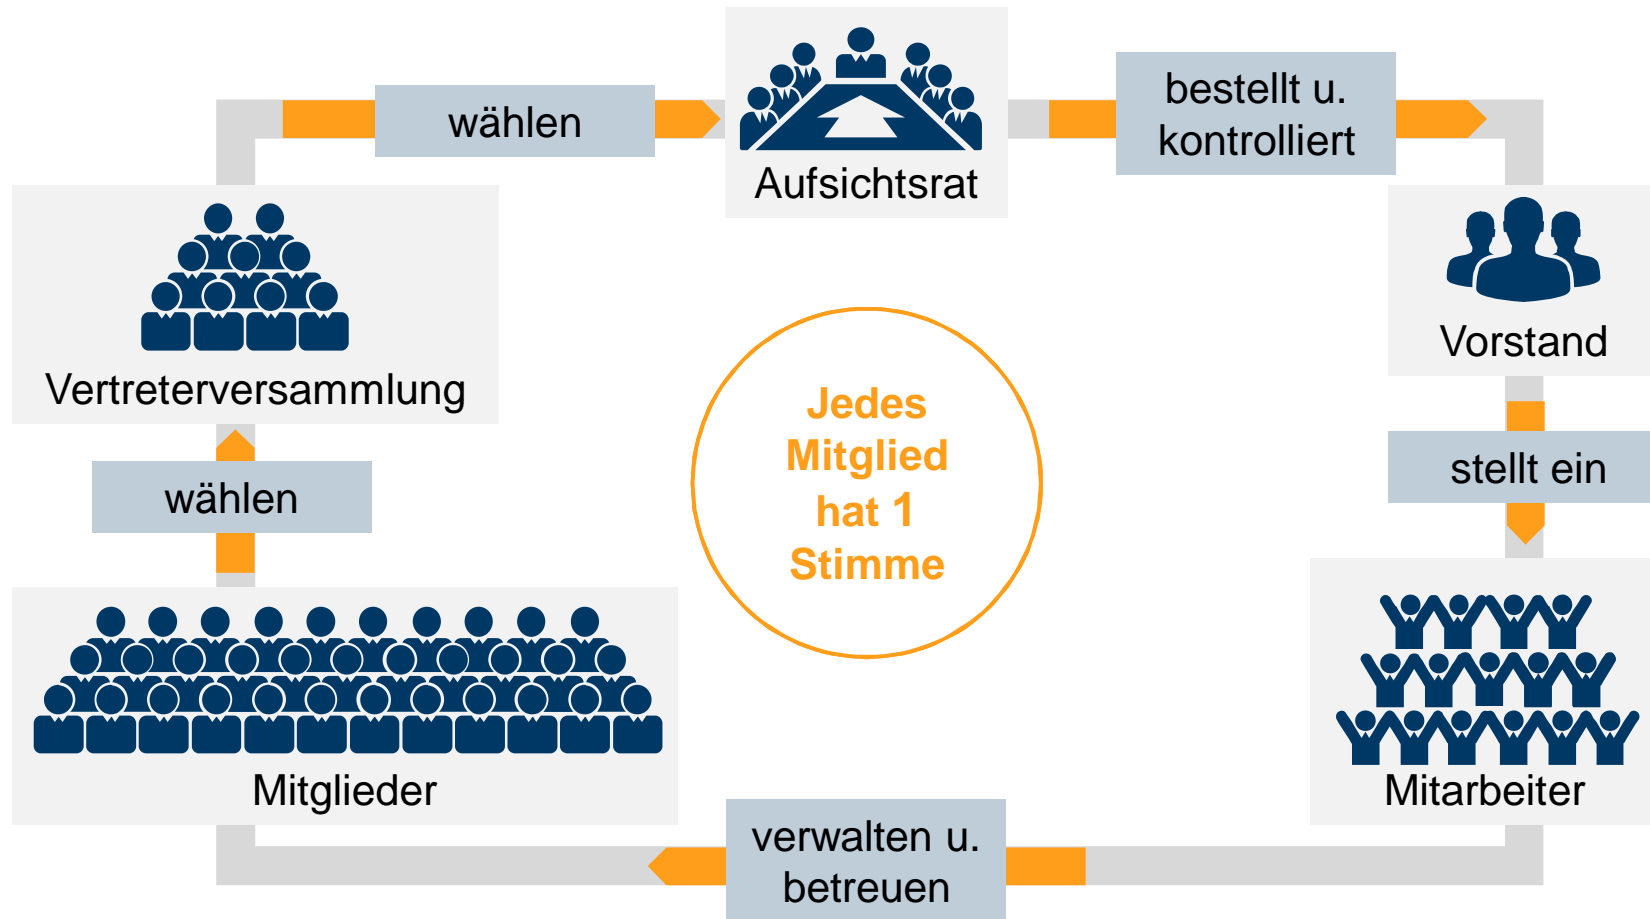 wählen
Aufsichtsrat
bestellt u.
kontrolliert
Vertreterversammlung
Vorstand
Jedes
Mitglied
hat 1
Stimme
wählen
stellt ein
Mitglieder
Mitarbeiter
verwalten u.
betreuen